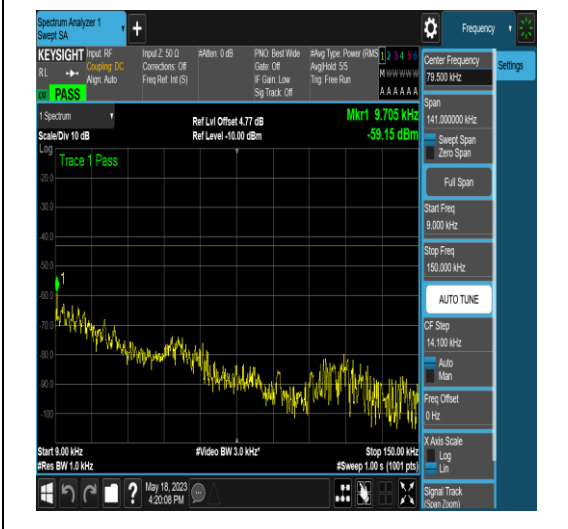 Spectrum Analyzer 1
Swept SA
+
Frequency
KEYSIGHT
RL
Input: RF
Coupling: DC
Align: Auto
Input Z: 50 Ω
Corrections: Off
Freq Ref: Int (S)
#Atten: 0 dB
PNO: Best Wide
Gate: Off
IF Gain: Low
Sig Track: Off
#Avg Type: Power (RMS
Avg|Hold: 5/5
Trig: Free Run
1 2 3 4 5 6
M W W W W W
A A A A A A
PASS
1 Spectrum
Scale/Div 10 dB
Ref Lvl Offset 4.77 dB
Ref Level -10.00 dBm
Mkr1 9.705 kHz
-59.15 dBm
Log
Trace 1 Pass
-20.0
-30.0
-40.0
-50.0
1
-60.0
-70.0
-80.0
-90.0
-100
Start 9.00 kHz
#Res BW 1.0 kHz
#Video BW 3.0 kHz*
Stop 150.00 kHz
#Sweep 1.00 s (1001 pts)
?
May 18, 2023
4:20:08 PM
Center Frequency
79.500 kHz
Settings
Span
141.000000 kHz
Swept Span
Zero Span
Full Span
Start Freq
9.000 kHz
Stop Freq
150.000 kHz
AUTO TUNE
CF Step
14.100 kHz
Auto
Man
Freq Offset
0 Hz
X Axis Scale
Log
Lin
Signal Track
(Span Zoom)